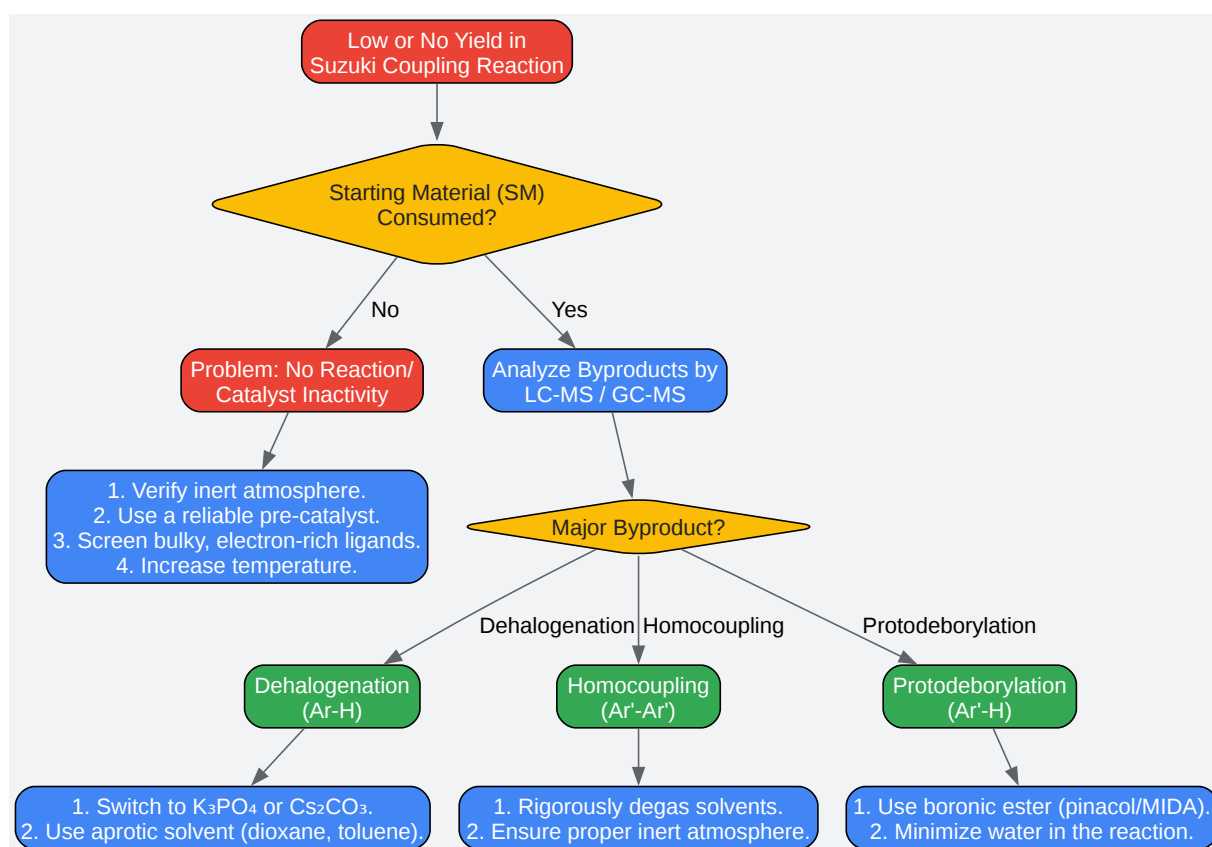 Low or No Yield in
Suzuki Coupling Reaction
Starting Material (SM)
Consumed?
No
Yes
Problem: No Reaction/
Catalyst Inactivity
Analyze Byproducts by
LC-MS / GC-MS
1. Verify inert atmosphere.
2. Use a reliable pre-catalyst.
3. Screen bulky, electron-rich ligands.
4. Increase temperature.
Major Byproduct?
Dehalogenation
Homocoupling
Protodeborylation
Dehalogenation
(Ar-H)
Homocoupling
(Ar'-Ar')
Protodeborylation
(Ar'-H)
1. Switch to K₃PO₄ or Cs₂CO₃.
2. Use aprotic solvent (dioxane, toluene).
1. Rigorously degas solvents.
2. Ensure proper inert atmosphere.
1. Use boronic ester (pinacol/MIDA).
2. Minimize water in the reaction.